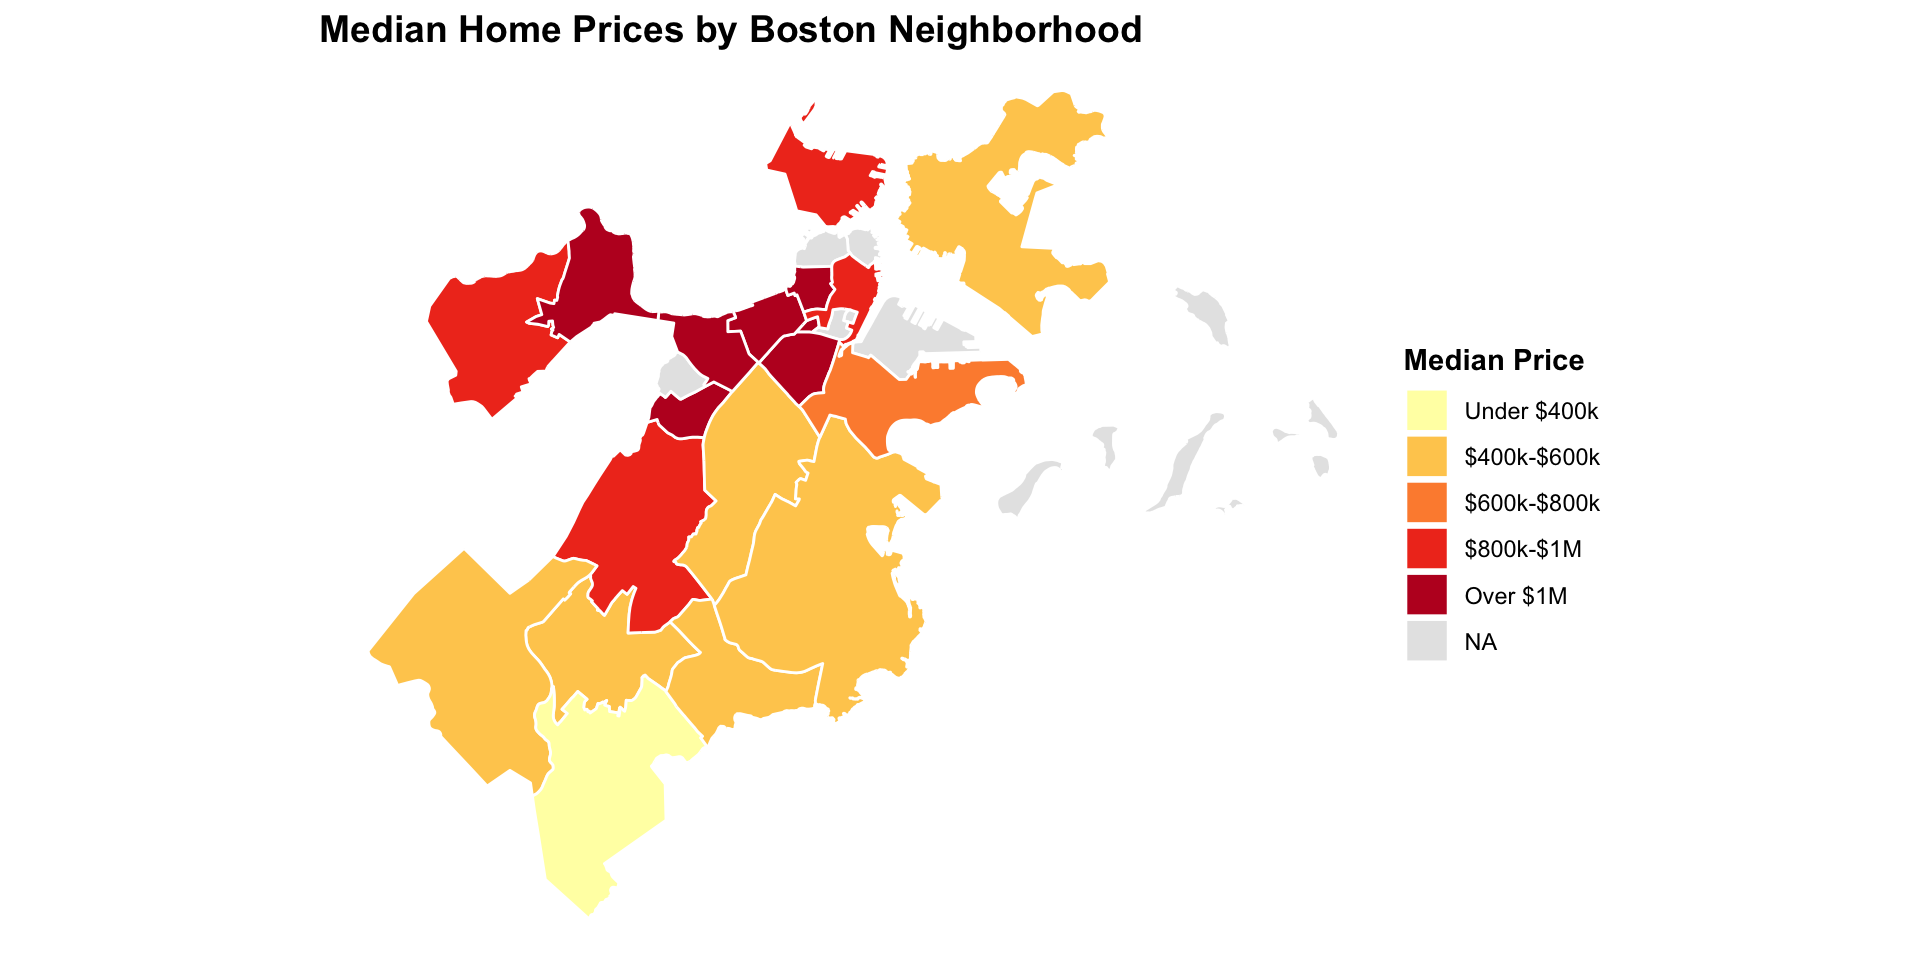 Median Home Prices by Boston Neighborhood
Median Price
Under $400k
$400k-$600k
$600k-$800k
$800k-$1M
Over $1M
NA